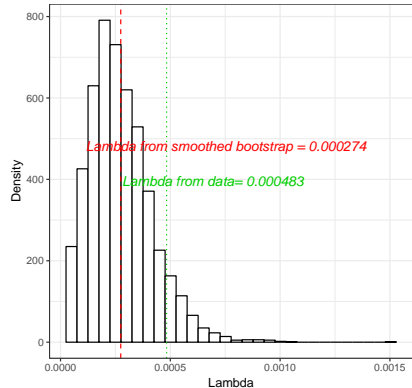 800
600
400
200
0
Density
Lambda from smoothed bootstrap = 0.000274
Lambda from data= 0.000483
0.0000
0.0005
0.0010
0.0015
Lambda